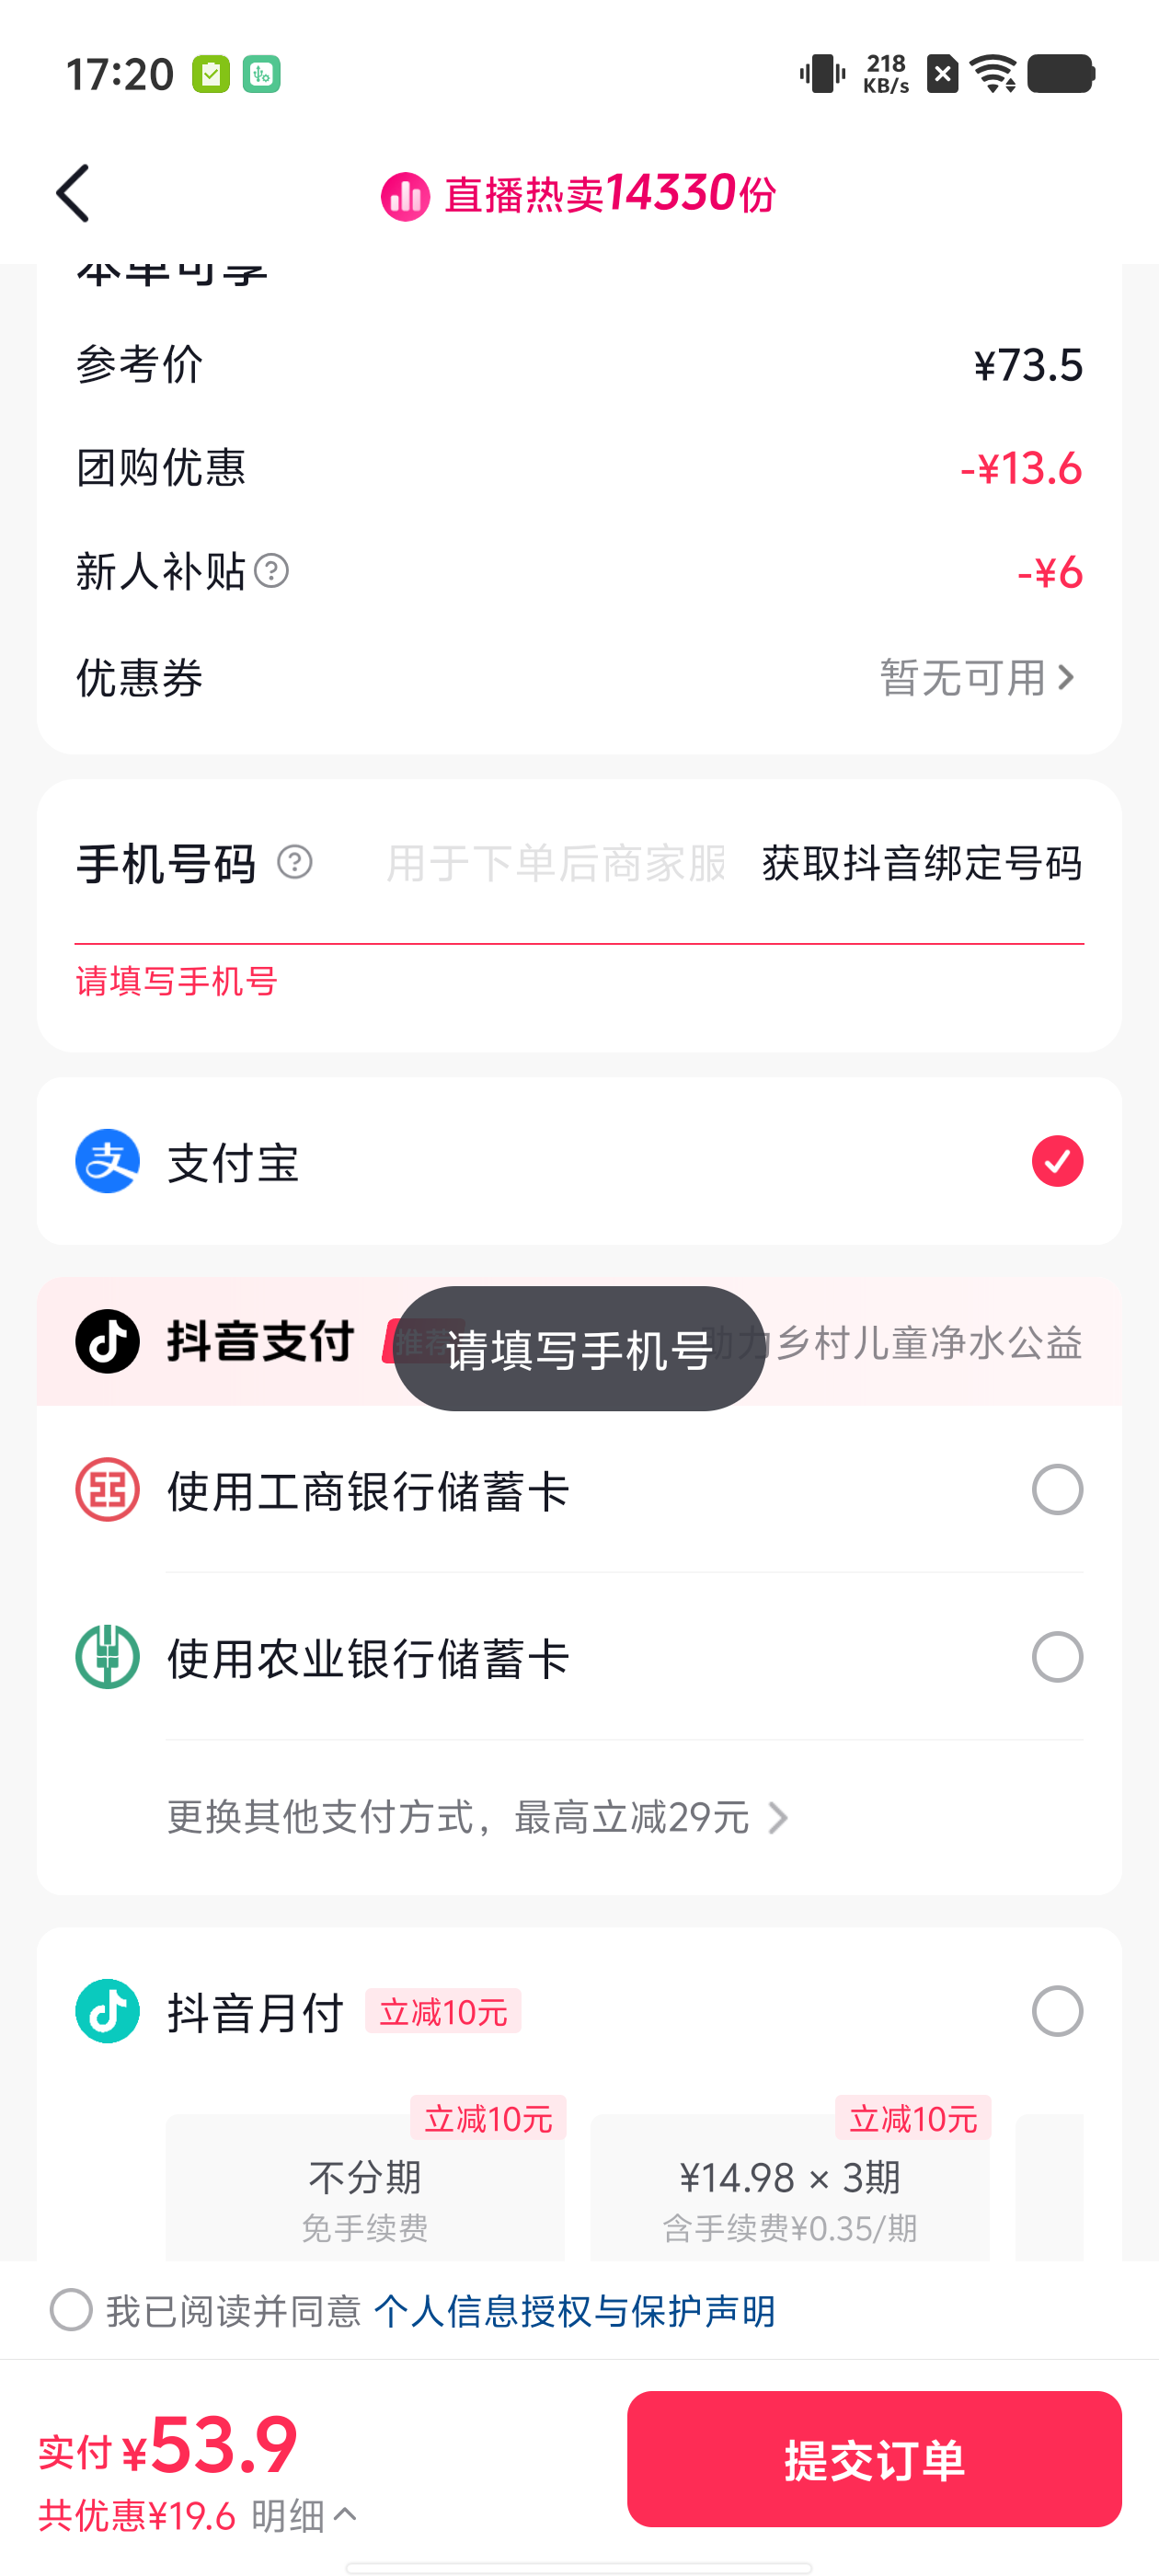 17:20
218
KB/s
直播热卖14330份
本单可享
参考价 ¥73.5
团购优惠 -¥13.6
新人补贴 ? -¥6
优惠券 暂无可用
手机号码 ? 用于下单后商家服 获取抖音绑定号码
请填写手机号
支付宝
抖音支付 推荐 助力乡村儿童净水公益
请填写手机号
使用工商银行储蓄卡
使用农业银行储蓄卡
更换其他支付方式，最高立减29元
抖音月付 立减10元
立减10元 立减10元
不分期 ¥14.98 × 3期
免手续费 含手续费¥0.35/期
我已阅读并同意 个人信息授权与保护声明
实付 ¥53.9
共优惠¥19.6 明细
提交订单